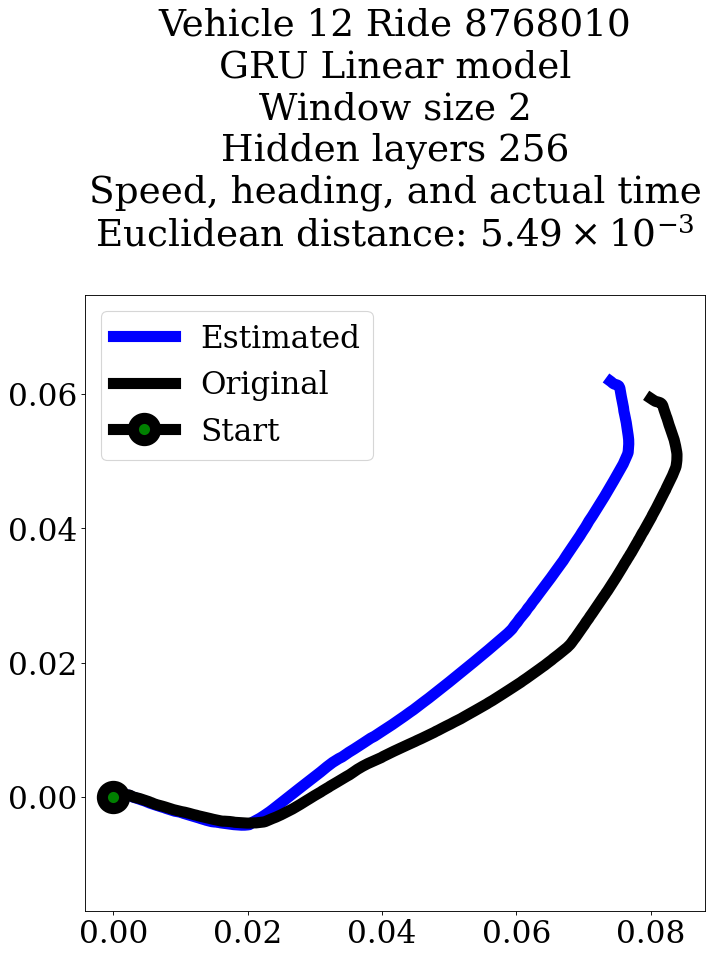 Vehicle 12 Ride 8768010
GRU Linear model
Window size 2
Hidden layers 256
Speed, heading, and actual time
Euclidean distance: 5.49 × 10⁻³
Estimated
Original
Start
0.06
0.04
0.02
0.00
0.00 0.02 0.04 0.06 0.08